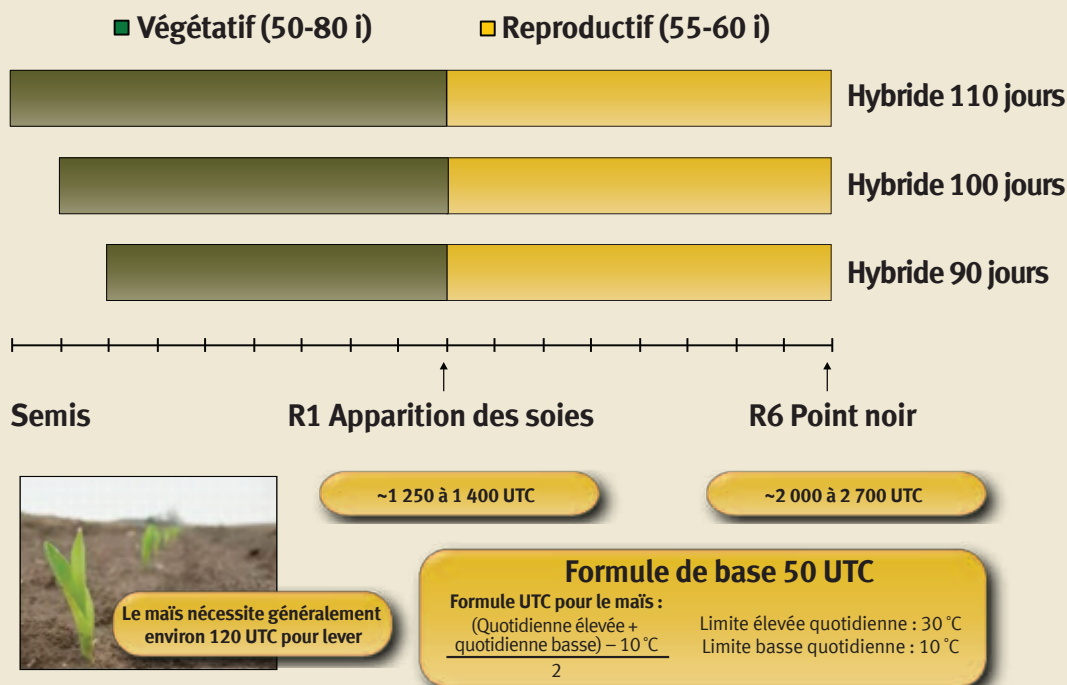 Végétatif (50-80 i)
Reproductif (55-60 i)
Hybride 110 jours
Hybride 100 jours
Hybride 90 jours
Semis
R1 Apparition des soies
R6 Point noir
~1 250 à 1 400 UTC
~2 000 à 2 700 UTC
Le maïs nécessite généralement
environ 120 UTC pour lever
Formule de base 50 UTC
Formule UTC pour le maïs :
(Quotidienne élevée +
quotidienne basse) – 10 °C
2
Limite élevée quotidienne : 30 °C
Limite basse quotidienne : 10 °C